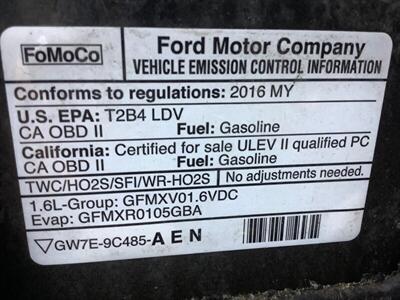 FoMoCo
Ford Motor Company
VEHICLE EMISSION CONTROL INFORMATION
Conforms to regulations: 2016 MY
U.S. EPA: T2B4 LDV
CA OBD II Fuel: Gasoline
California: Certified for sale ULEV II qualified PC
CA OBD II Fuel: Gasoline
TWC/HO2S/SFI/WR-HO2S No adjustments needed.
1.6L-Group: GFMXV01.6VDC
Evap: GFMXR0105GBA
GW7E-9C485-AEN